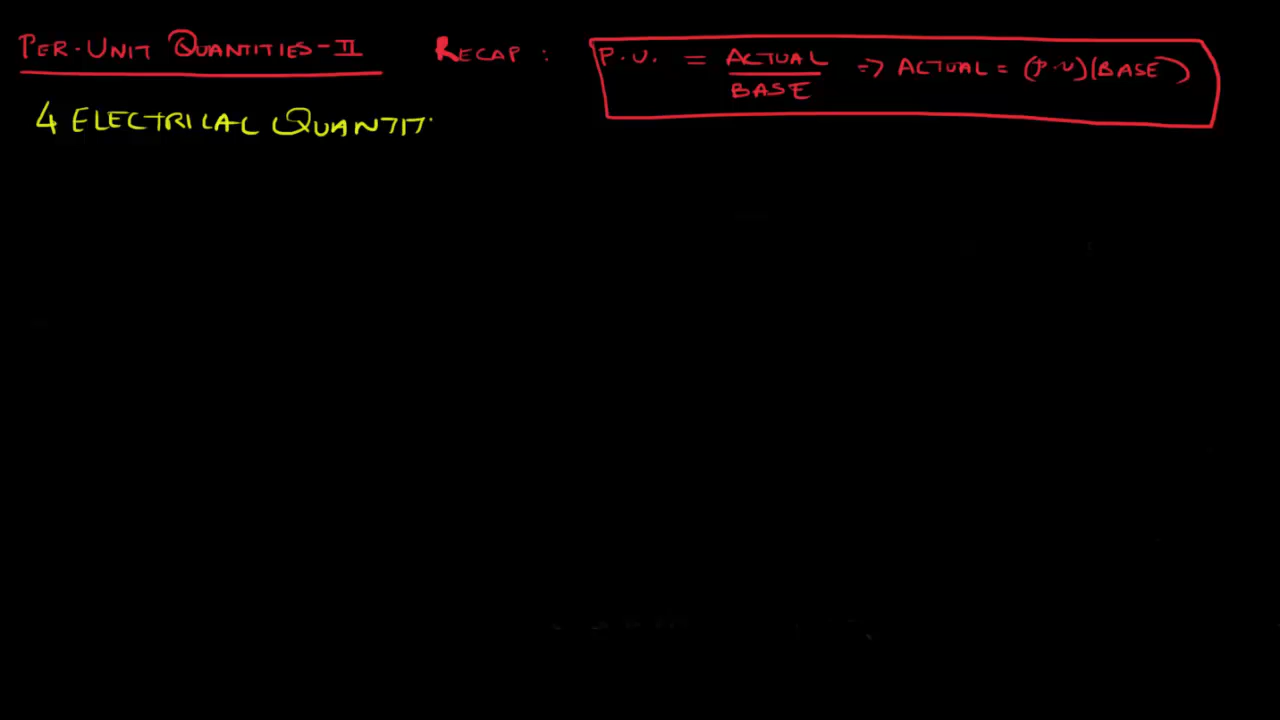 PER-UNIT QUANTITIES-II
RECAP :
P.U. = ACTUAL / BASE => ACTUAL = (P.U)(BASE)
4 ELECTRICAL QUANTIT